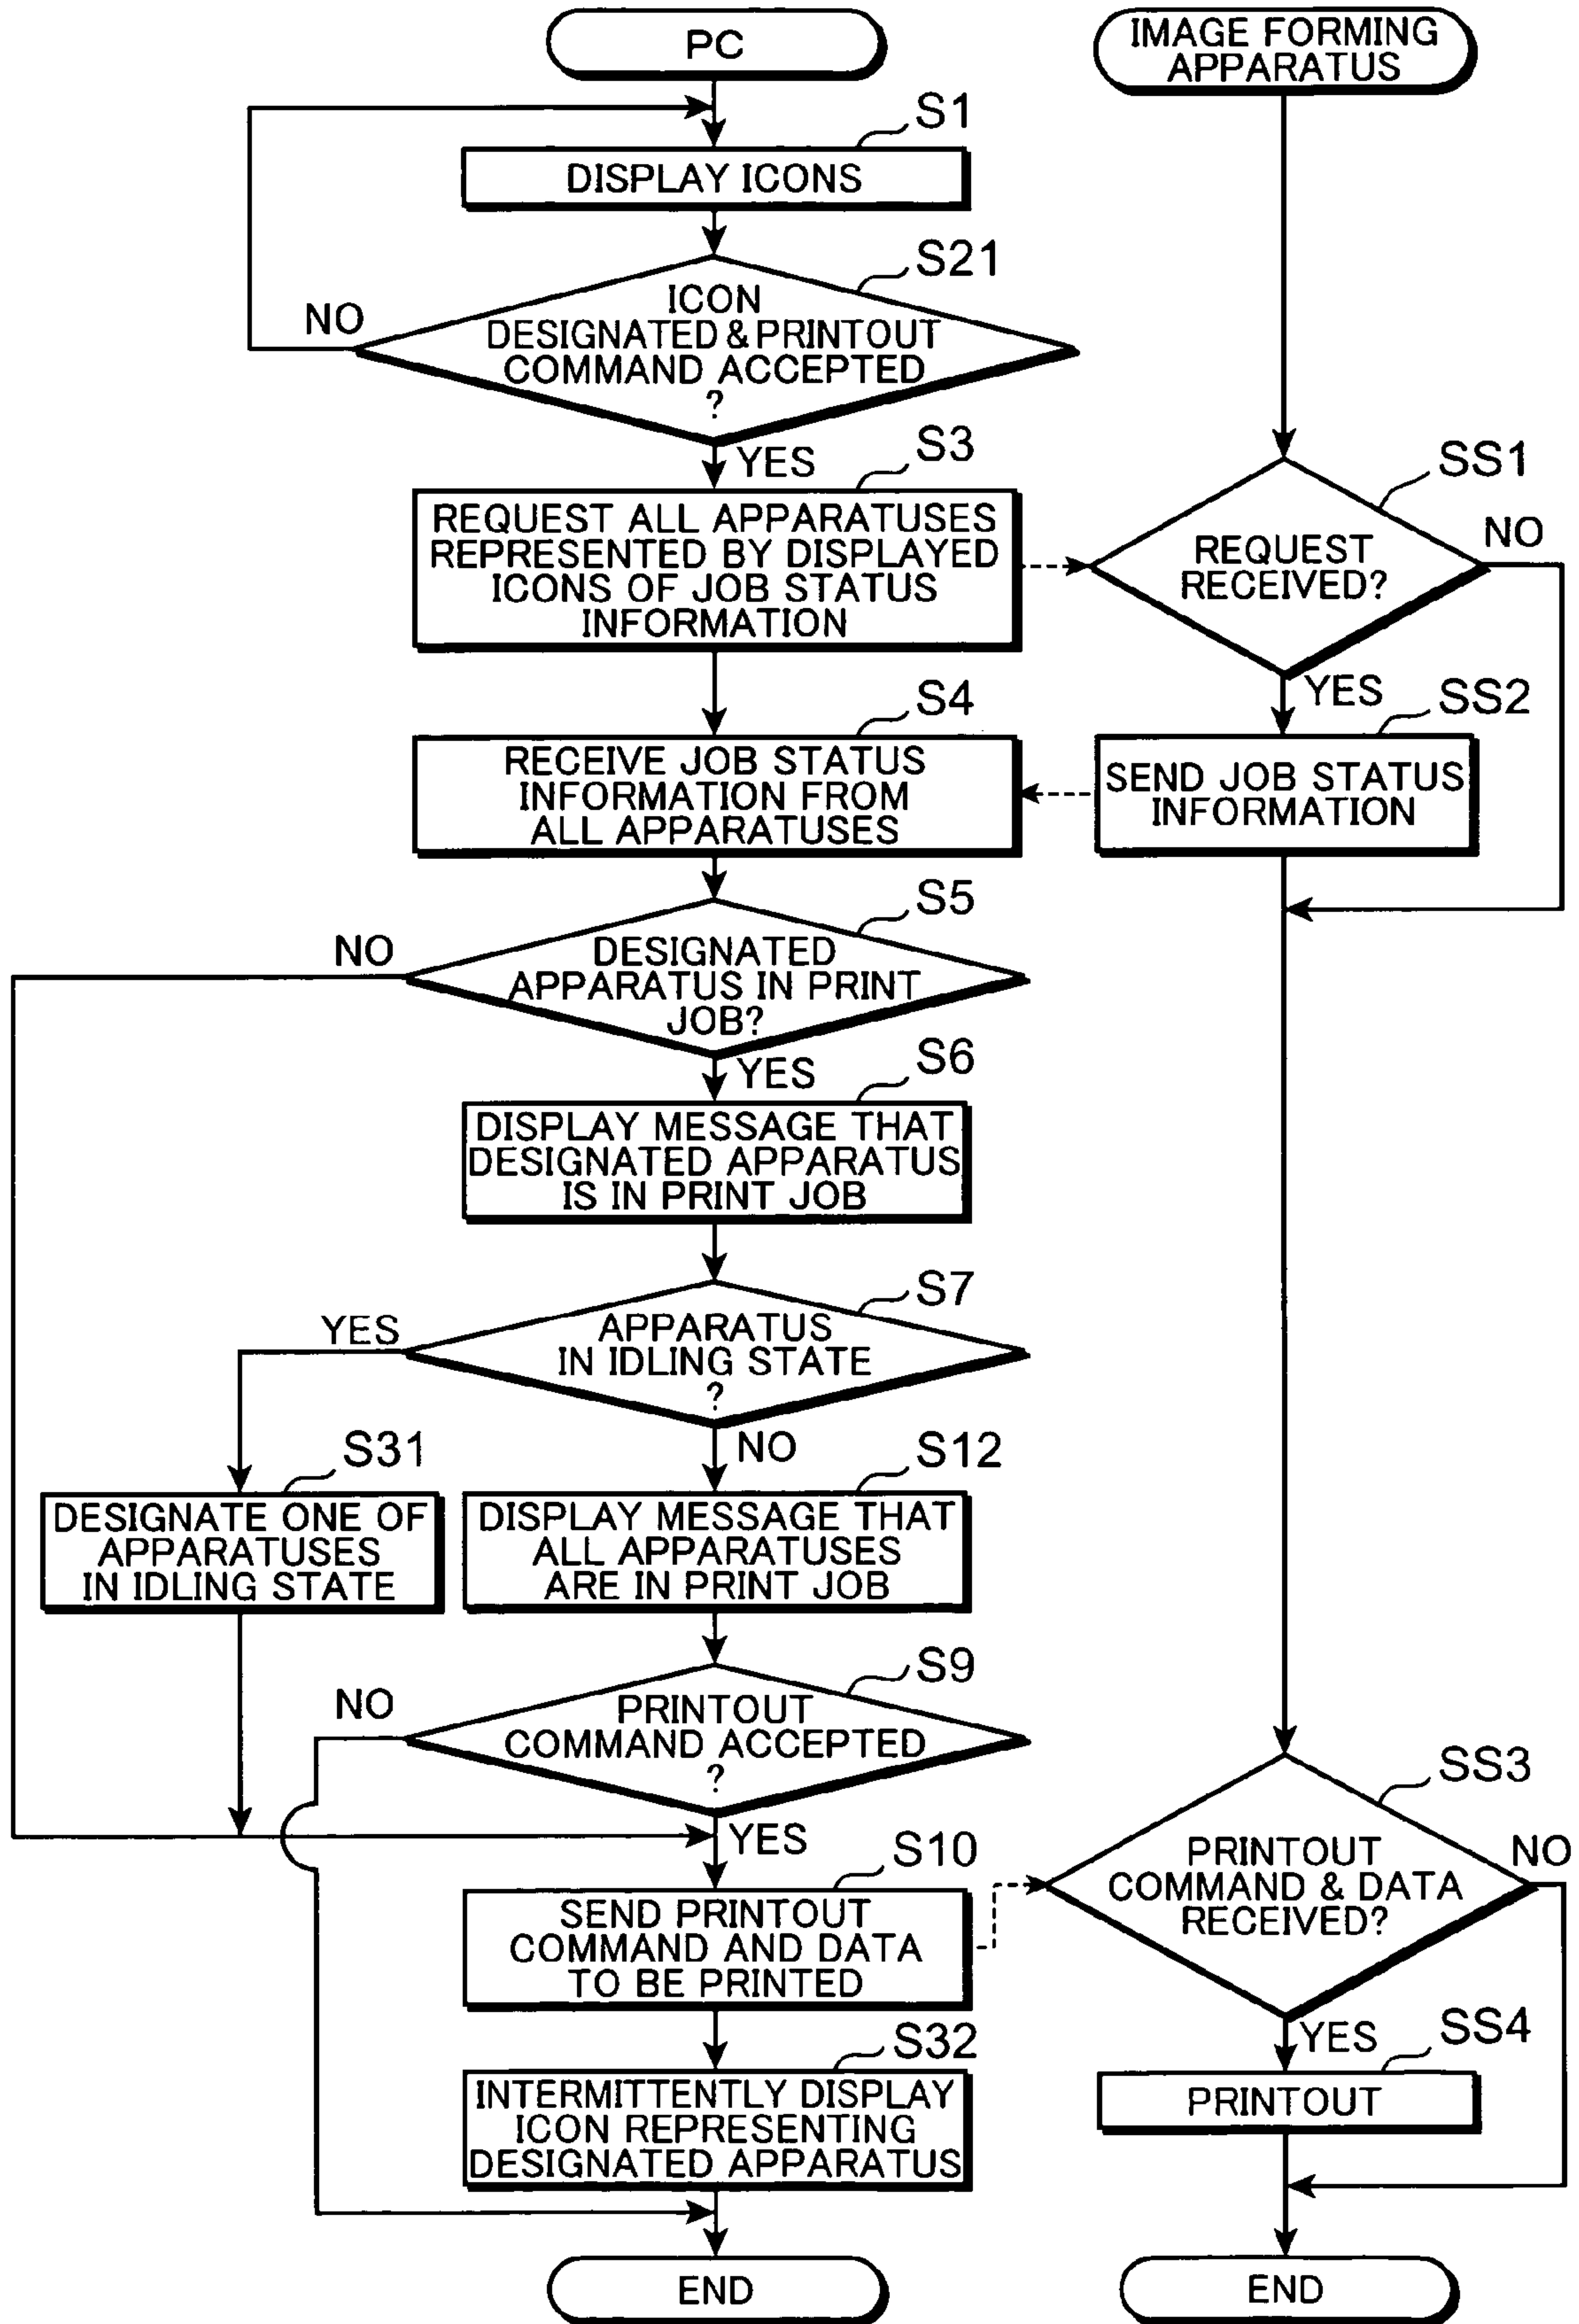 PC
S1
DISPLAY ICONS
S21
ICON
DESIGNATED & PRINTOUT
COMMAND ACCEPTED
?
NO
YES
S3
REQUEST ALL APPARATUSES
REPRESENTED BY DISPLAYED
ICONS OF JOB STATUS
INFORMATION
S4
RECEIVE JOB STATUS
INFORMATION FROM
ALL APPARATUSES
S5
NO
DESIGNATED
APPARATUS IN PRINT
JOB?
YES
S6
DISPLAY MESSAGE THAT
DESIGNATED APPARATUS
IS IN PRINT JOB
S7
YES
APPARATUS
IN IDLING STATE
?
NO
S31
DESIGNATE ONE OF
APPARATUSES
IN IDLING STATE
S12
DISPLAY MESSAGE THAT
ALL APPARATUSES
ARE IN PRINT JOB
S9
NO
PRINTOUT
COMMAND ACCEPTED
?
YES
S10
SEND PRINTOUT
COMMAND AND DATA
TO BE PRINTED
S32
INTERMITTENTLY DISPLAY
ICON REPRESENTING
DESIGNATED APPARATUS
END
IMAGE FORMING
APPARATUS
SS1
REQUEST
RECEIVED?
NO
YES
SS2
SEND JOB STATUS
INFORMATION
SS3
PRINTOUT
COMMAND & DATA
RECEIVED?
NO
YES
SS4
PRINTOUT
END